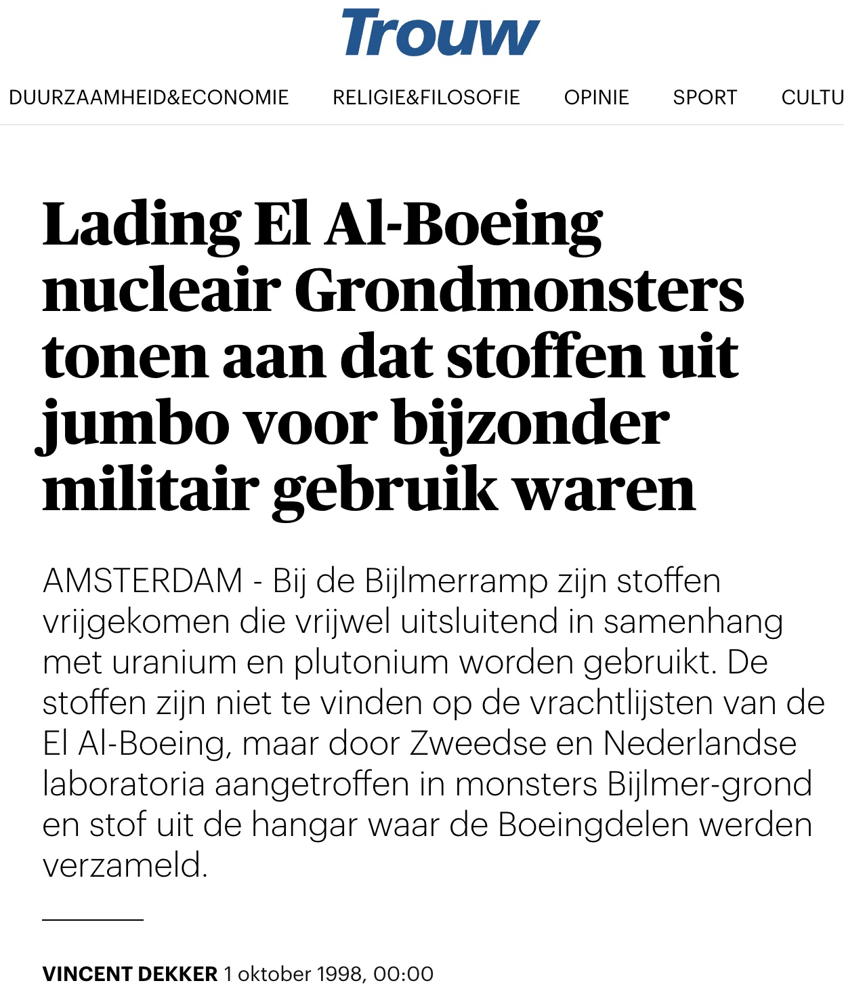 Trouw
DUURZAAMHEID&ECONOMIE RELIGIE&FILOSOFIE OPINIE SPORT CULTU
Lading El Al-Boeing
nucleair Grondmonsters
tonen aan dat stoffen uit
jumbo voor bijzonder
militair gebruik waren
AMSTERDAM - Bij de Bijlmerramp zijn stoffen
vrijgekomen die vrijwel uitsluitend in samenhang
met uranium en plutonium worden gebruikt. De
stoffen zijn niet te vinden op de vrachtlijsten van de
El Al-Boeing, maar door Zweedse en Nederlandse
laboratoria aangetroffen in monsters Bijlmer-grond
en stof uit de hangar waar de Boeingdelen werden
verzameld.
VINCENT DEKKER 1 oktober 1998, 00:00